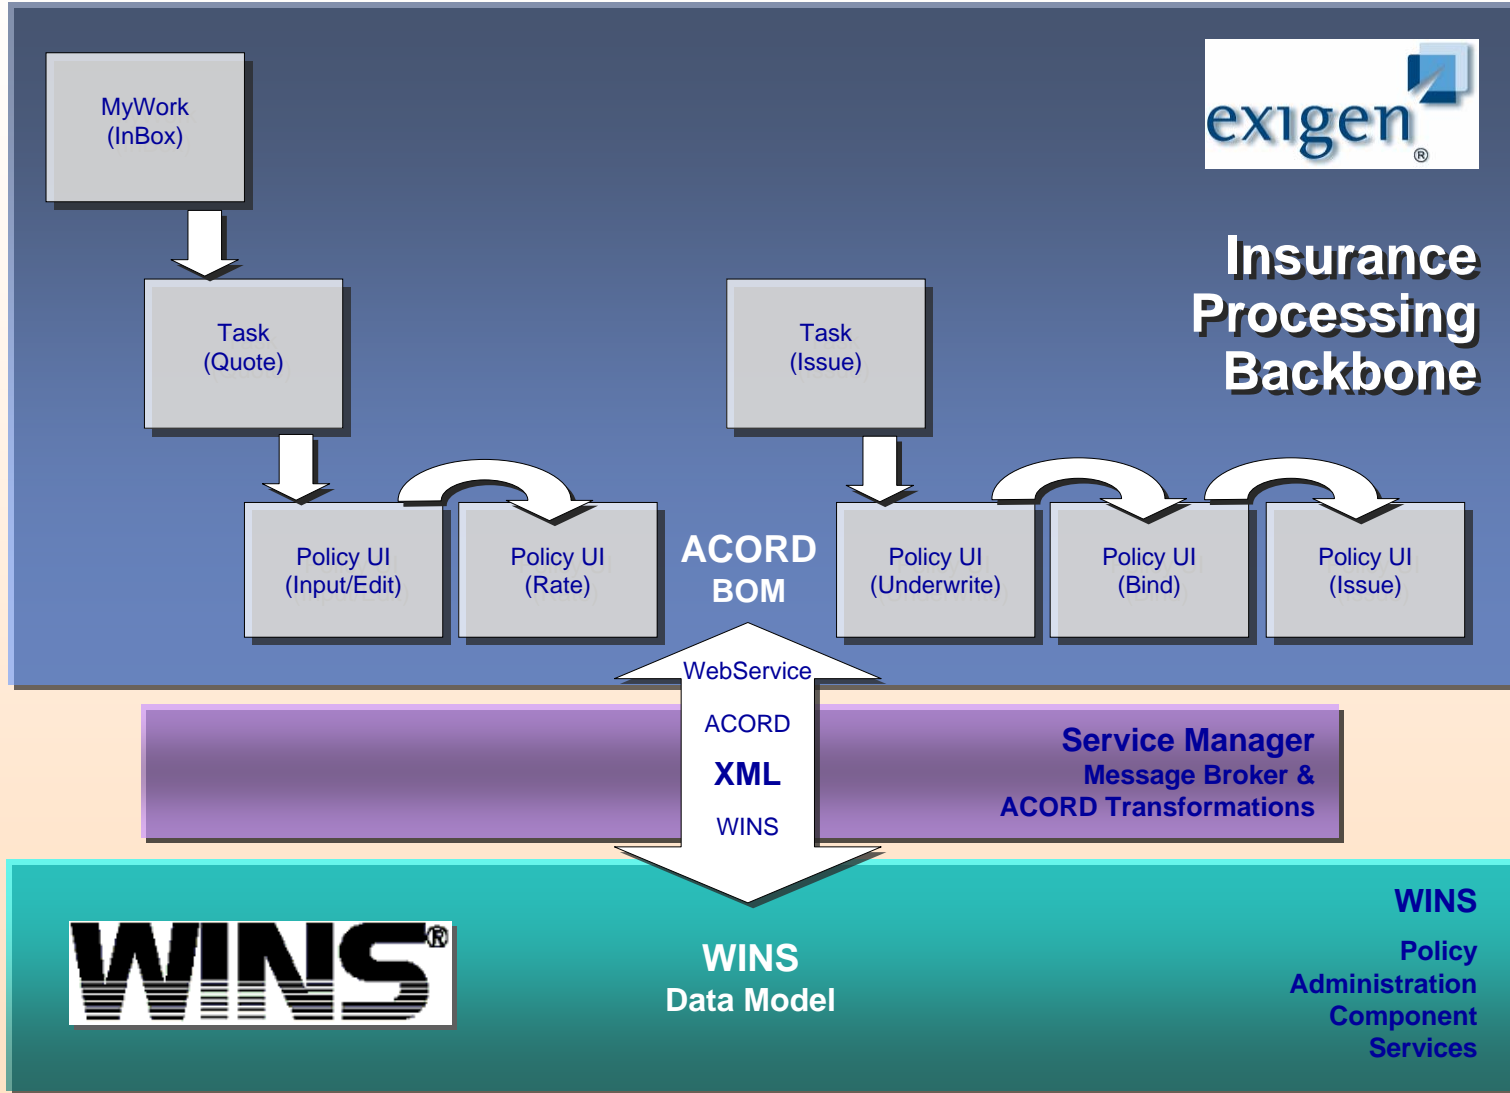 MyWork
(InBox)
exigen
®
Insurance
Processing
Backbone
Task
(Quote)
Task
(Issue)
Policy UI
(Input/Edit)
Policy UI
(Rate)
ACORD
BOM
Policy UI
(Underwrite)
Policy UI
(Bind)
Policy UI
(Issue)
WebService
ACORD
XML
WINS
Service Manager
Message Broker &
ACORD Transformations
WINS®
WINS
Data Model
WINS
Policy
Administration
Component
Services